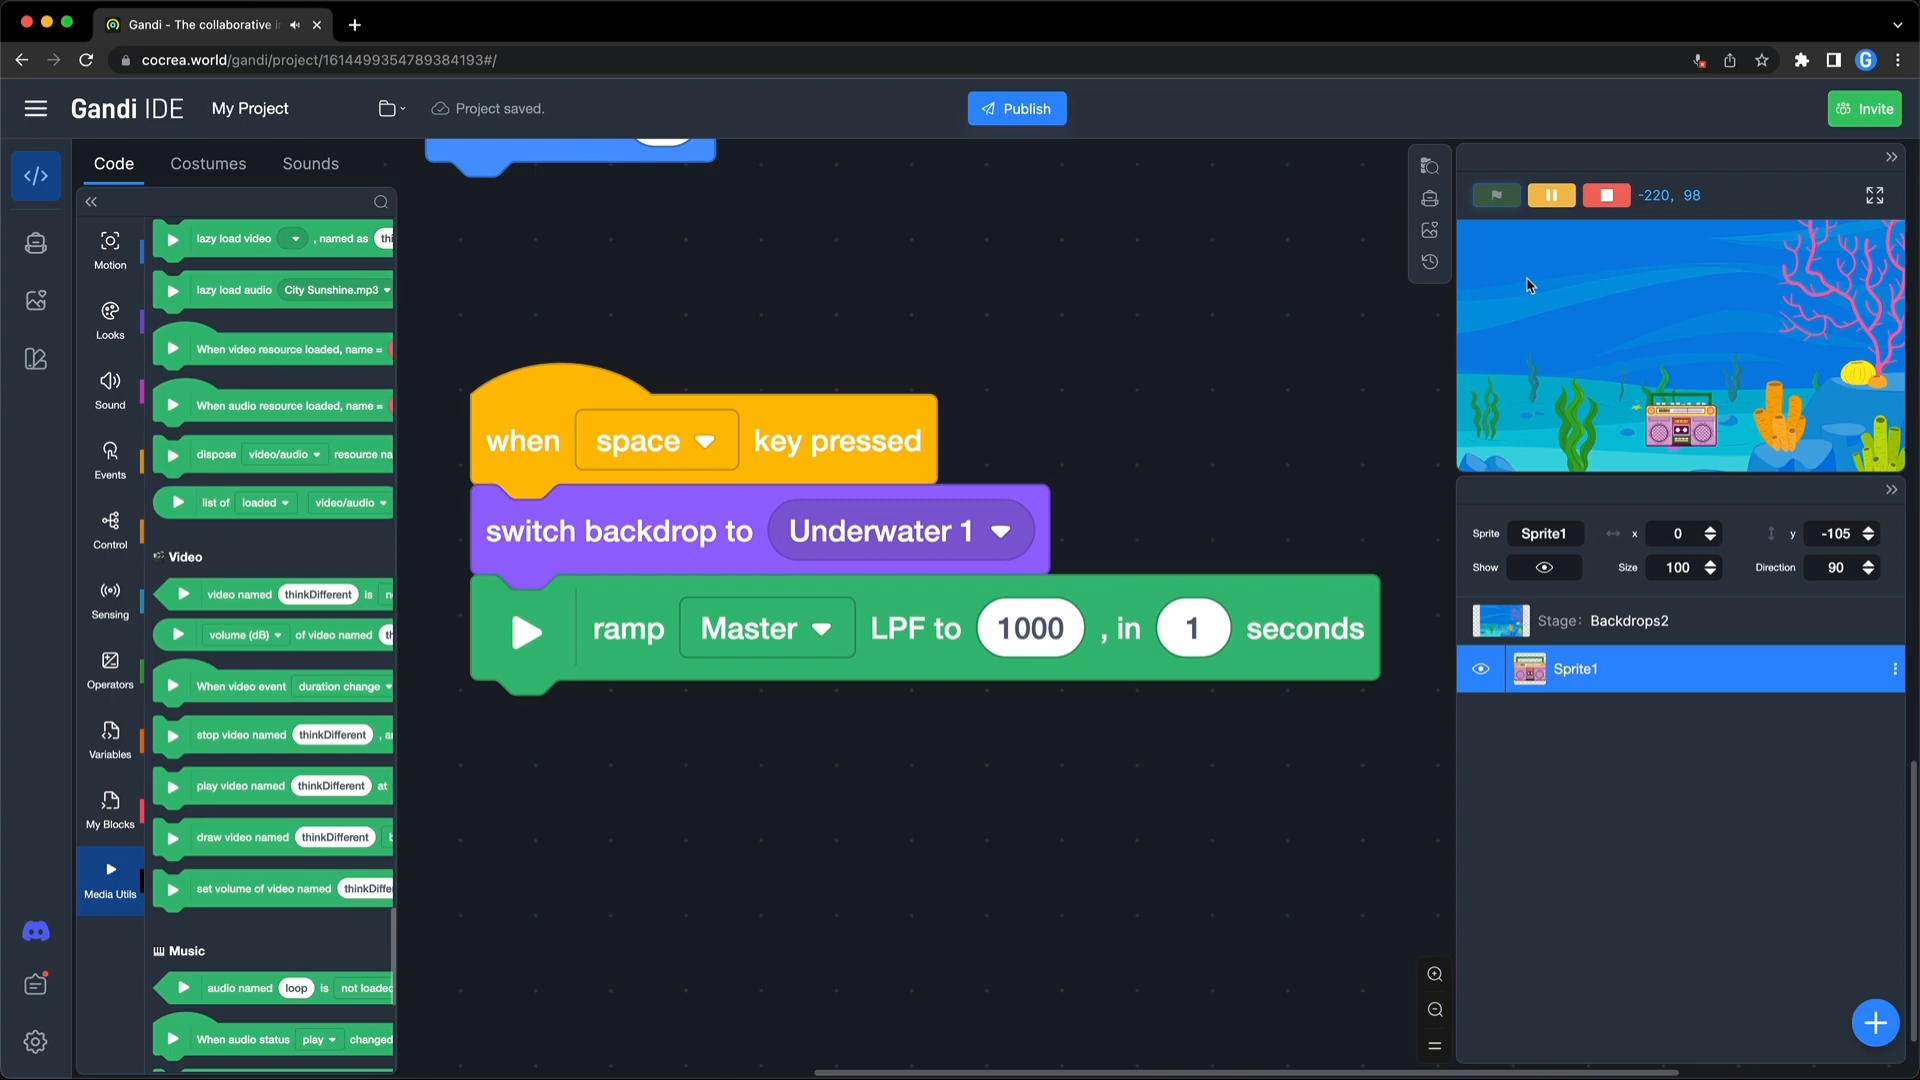 Gandi - The collaborative i
cocrea.world/gandi/project/1614499354789384193#/
G
Gandi IDE
My Project
Project saved.
Publish
Invite
Code
Costumes
Sounds
Motion
Looks
Sound
Events
Control
Sensing
Operators
Variables
My Blocks
Media Utils
lazy load video , named as thi
lazy load audio City Sunshine.mp3
When video resource loaded, name =
When audio resource loaded, name =
dispose video/audio resource na
list of loaded video/audio
Video
video named thinkDifferent is n
volume (dB) of video named th
When video event duration change
stop video named thinkDifferent , a
play video named thinkDifferent at
draw video named thinkDifferent
set volume of video named thinkDiffe
Music
audio named loop is not loaded
When audio status play changed
when space key pressed
switch backdrop to Underwater 1
ramp Master LPF to 1000 , in 1 seconds
-220, 98
Sprite Sprite1 x 0 y -105
Show Size 100 Direction 90
Stage: Backdrops2
Sprite1